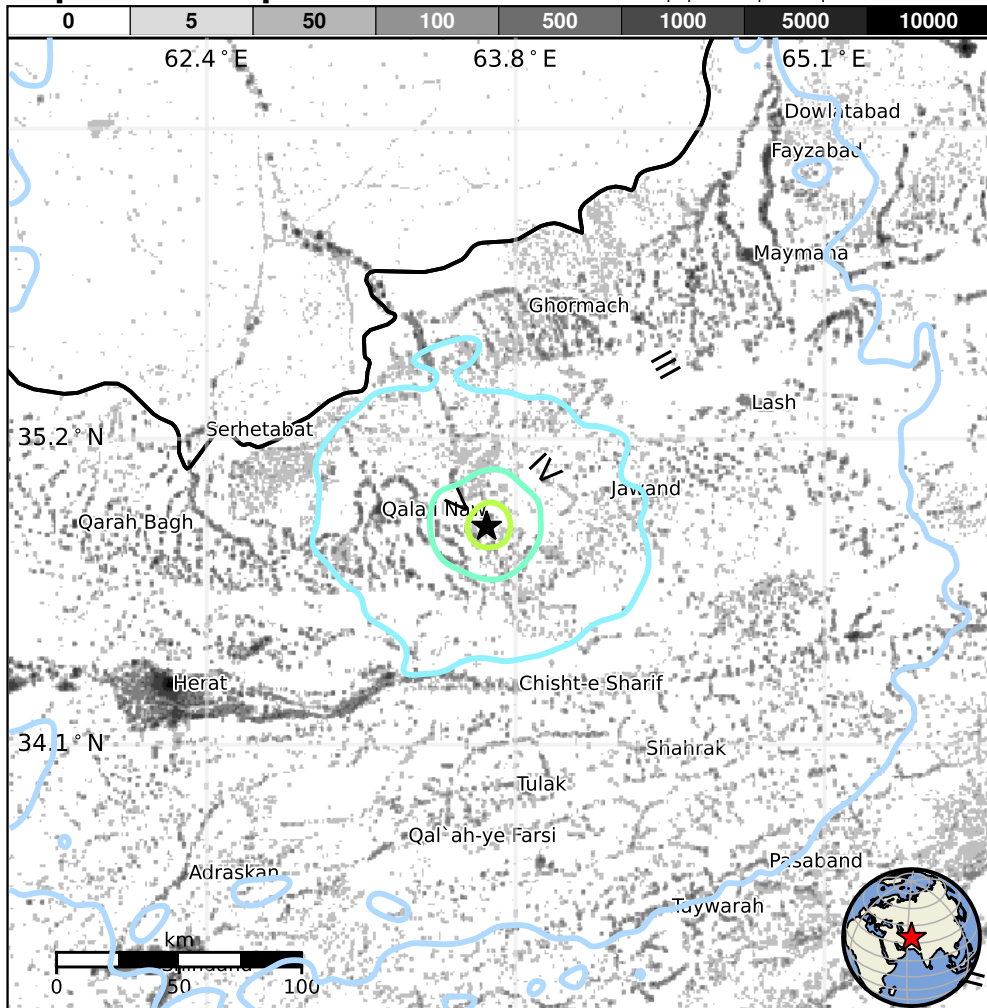 0 5 50 100 500 1000 5000 10000
62.4°E 63.8°E 65.1°E
Dowlatabad
Fayzabad
Maymana
Ghormach
III
Lash
Serhetabat
35.2°N
IV
Jawand
V
Qala i Naw
Qarah Bagh
Herat
Chisht-e Sharif
34.1°N
Shahrak
Tulak
Qal`ah-ye Farsi
Pasaband
Adraskan
Taywarah
km
Shindand
0 50 100